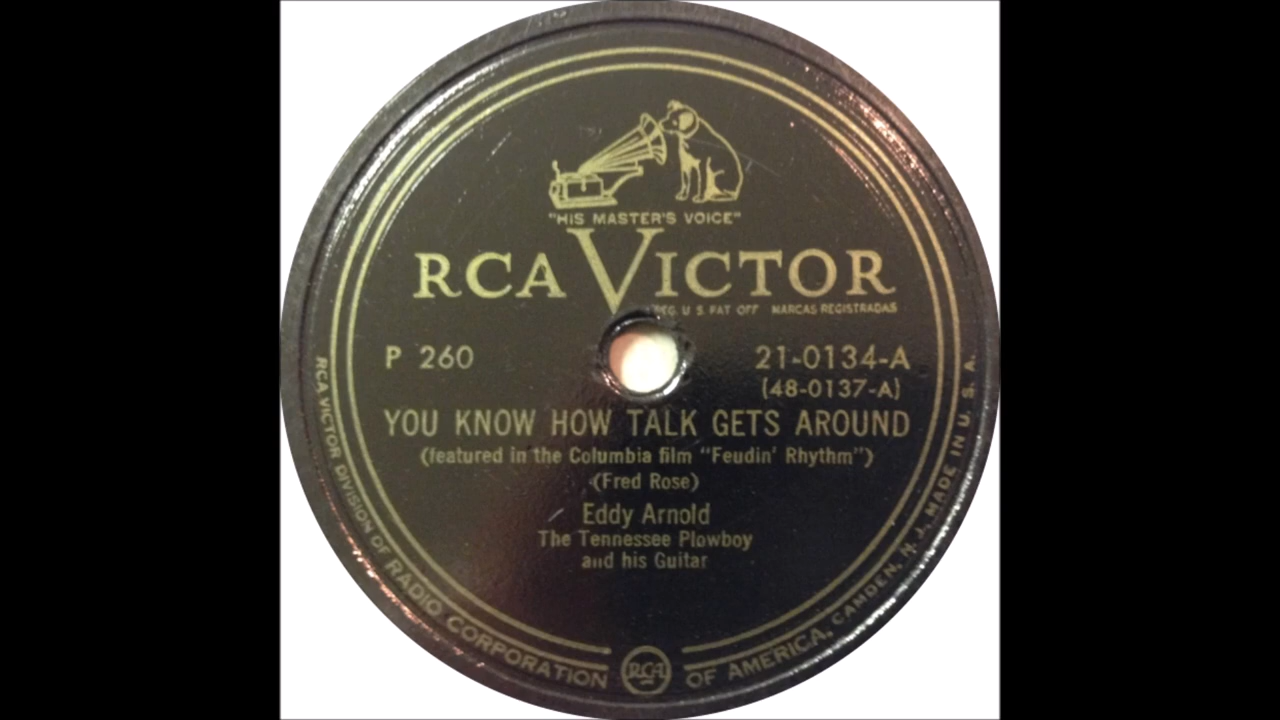 "HIS MASTER'S VOICE"
RCA VICTOR
REG. U S. PAT OFF MARCAS REGISTRADAS
P 260
21-0134-A
(48-0137-A)
YOU KNOW HOW TALK GETS AROUND
(featured in the Columbia film "Feudin' Rhythm")
(Fred Rose)
Eddy Arnold
The Tennessee Plowboy
and his Guitar
RCA VICTOR DIVISION OF RADIO CORPORATION OF AMERICA, CAMDEN, N. J. MADE IN U. S. A.
RCA